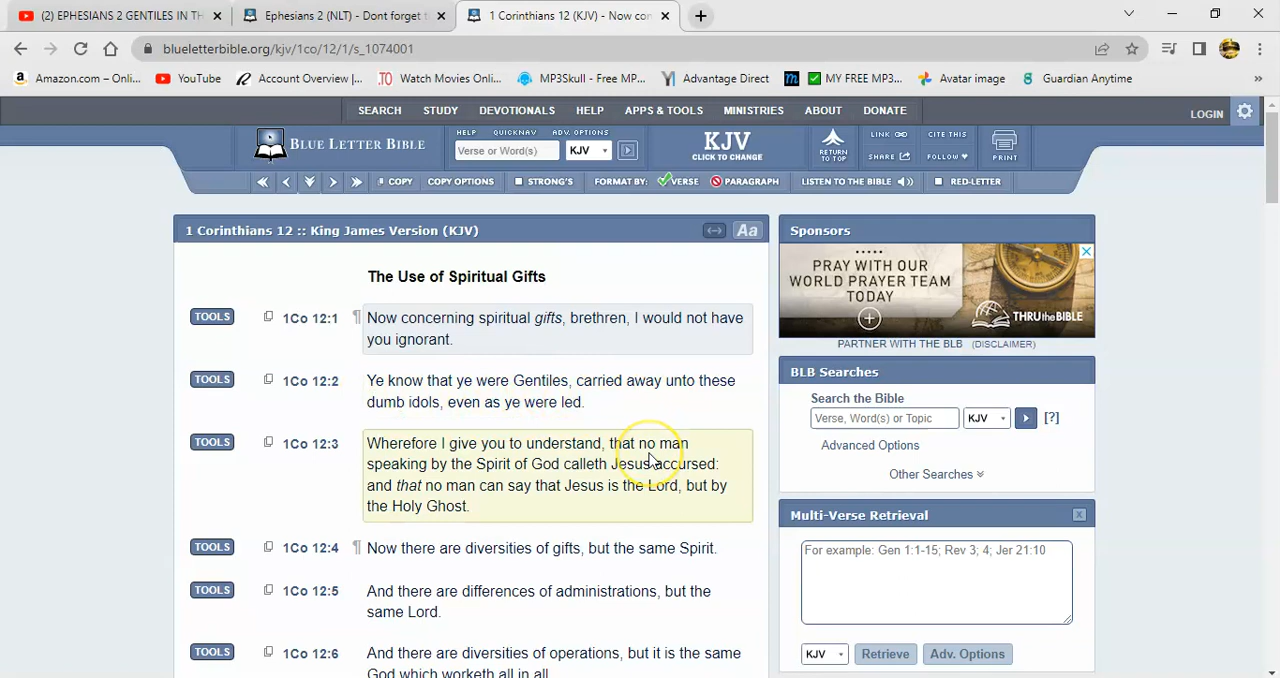 (2) EPHESIANS 2 GENTILES IN TH
Ephesians 2 (NLT) - Dont forget t
1 Corinthians 12 (KJV) - Now con
blueletterbible.org/kjv/1co/12/1/s_1074001
Amazon.com – Onli...
YouTube
Account Overview |...
Watch Movies Onlin...
MP3Skull - Free MP...
Advantage Direct
MY FREE MP3...
Avatar image
Guardian Anytime
»
SEARCH STUDY DEVOTIONALS HELP APPS & TOOLS MINISTRIES ABOUT DONATE
LOGIN
BLUE LETTER BIBLE
HELP QUICKNAV ADV. OPTIONS
Verse or Word(s)
KJV
KJV
CLICK TO CHANGE
RETURN
TO TOP
LINK
CITE THIS
SHARE
FOLLOW
PRINT
COPY
COPY OPTIONS
STRONG'S
FORMAT BY: VERSE PARAGRAPH
LISTEN TO THE BIBLE
RED-LETTER
1 Corinthians 12 :: King James Version (KJV)
Aa
The Use of Spiritual Gifts
TOOLS 1Co 12:1 ¶ Now concerning spiritual gifts, brethren, I would not have
you ignorant.
TOOLS 1Co 12:2 Ye know that ye were Gentiles, carried away unto these
dumb idols, even as ye were led.
TOOLS 1Co 12:3 Wherefore I give you to understand, that no man
speaking by the Spirit of God calleth Jesus accursed:
and that no man can say that Jesus is the Lord, but by
the Holy Ghost.
TOOLS 1Co 12:4 ¶ Now there are diversities of gifts, but the same Spirit.
TOOLS 1Co 12:5 And there are differences of administrations, but the
same Lord.
TOOLS 1Co 12:6 And there are diversities of operations, but it is the same
God which worketh all in all.
Sponsors
PRAY WITH OUR
WORLD PRAYER TEAM
TODAY
THRU THE BIBLE
PARTNER WITH THE BLB (DISCLAIMER)
BLB Searches
Search the Bible
Verse, Word(s) or Topic
KJV
[?]
Advanced Options
Other Searches
Multi-Verse Retrieval
X
For example: Gen 1:1-15; Rev 3; 4; Jer 21:10
KJV
Retrieve
Adv. Options